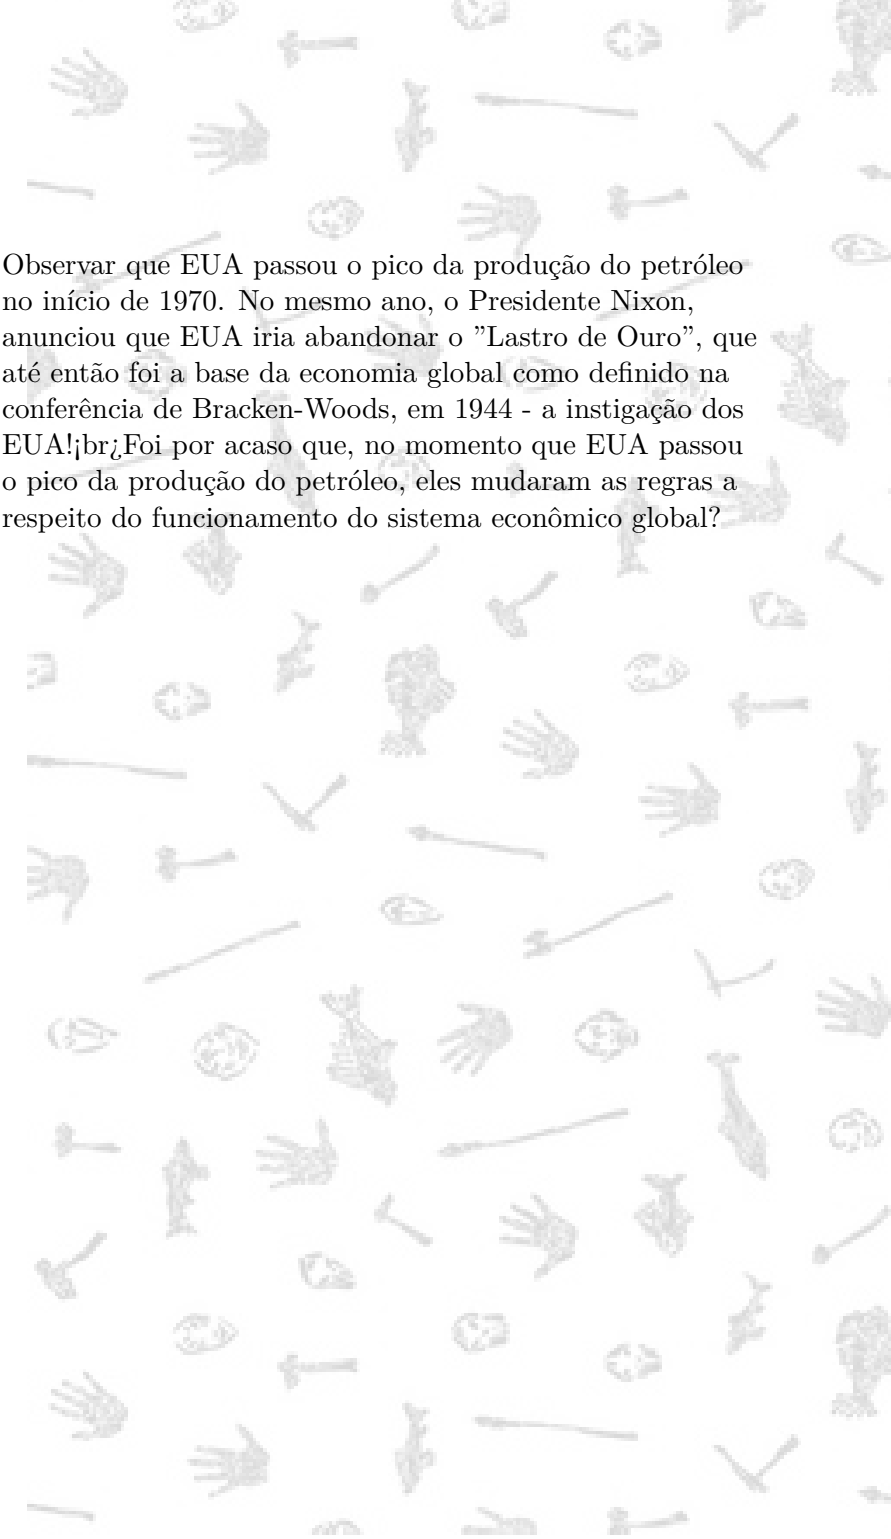 Observar que EUA passou o pico da produção do petróleo
no início de 1970. No mesmo ano, o Presidente Nixon,
anunciou que EUA iria abandonar o ”Lastro de Ouro”, que
até então foi a base da economia global como definido na
conferência de Bracken-Woods, em 1944 - a instigação dos
EUA!¡br¿Foi por acaso que, no momento que EUA passou
o pico da produção do petróleo, eles mudaram as regras a
respeito do funcionamento do sistema econômico global?